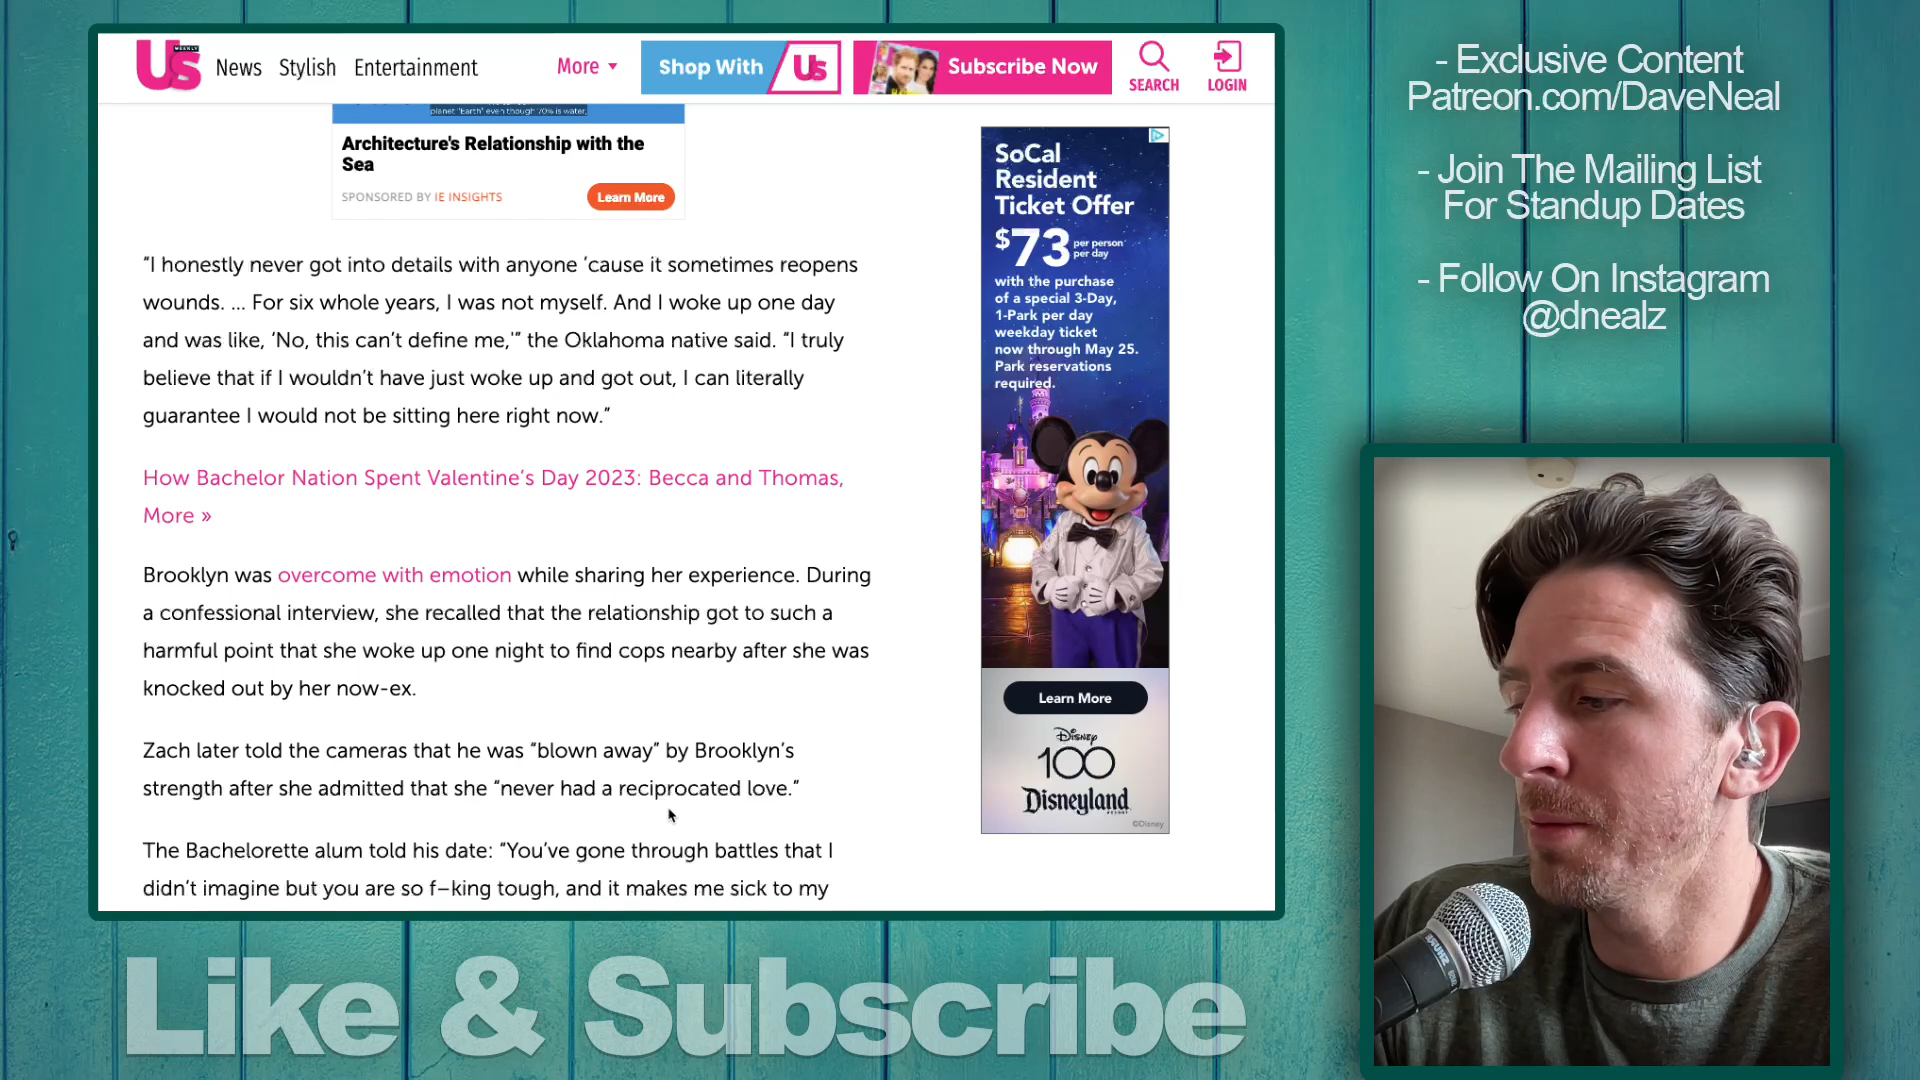 Us
WEEKLY
News
Stylish
Entertainment
More
Shop With
Us
Subscribe Now
SEARCH
LOGIN
planet "Earth" even though 70% is water.
Architecture's Relationship with the
Sea
SPONSORED BY IE INSIGHTS
Learn More
“I honestly never got into details with anyone ’cause it sometimes reopens
wounds. … For six whole years, I was not myself. And I woke up one day
and was like, ‘No, this can’t define me,'” the Oklahoma native said. “I truly
believe that if I wouldn’t have just woke up and got out, I can literally
guarantee I would not be sitting here right now.”
How Bachelor Nation Spent Valentine’s Day 2023: Becca and Thomas,
More »
Brooklyn was overcome with emotion while sharing her experience. During
a confessional interview, she recalled that the relationship got to such a
harmful point that she woke up one night to find cops nearby after she was
knocked out by her now-ex.
Zach later told the cameras that he was “blown away” by Brooklyn’s
strength after she admitted that she “never had a reciprocated love.”
The Bachelorette alum told his date: “You’ve gone through battles that I
didn’t imagine but you are so f–king tough, and it makes me sick to my
SoCal
Resident
Ticket Offer
$73 per person
per day
with the purchase
of a special 3-Day,
1-Park per day
weekday ticket
now through May 25.
Park reservations
required.
Learn More
Disney
100
Disneyland
RESORT
©Disney
- Exclusive Content
Patreon.com/DaveNeal
- Join The Mailing List
For Standup Dates
- Follow On Instagram
@dnealz
SHURE
Like & Subscribe